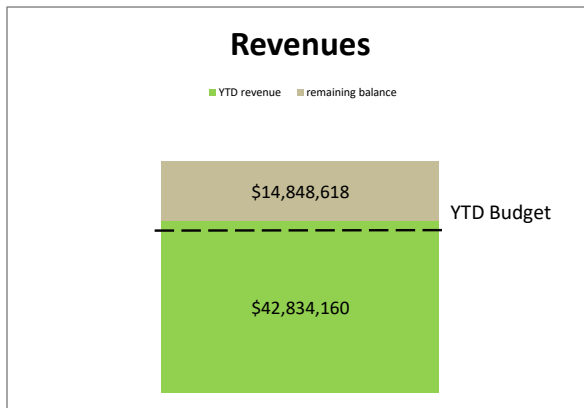 Revenues
YTD revenue remaining balance
$14,848,618
YTD Budget
$42,834,160